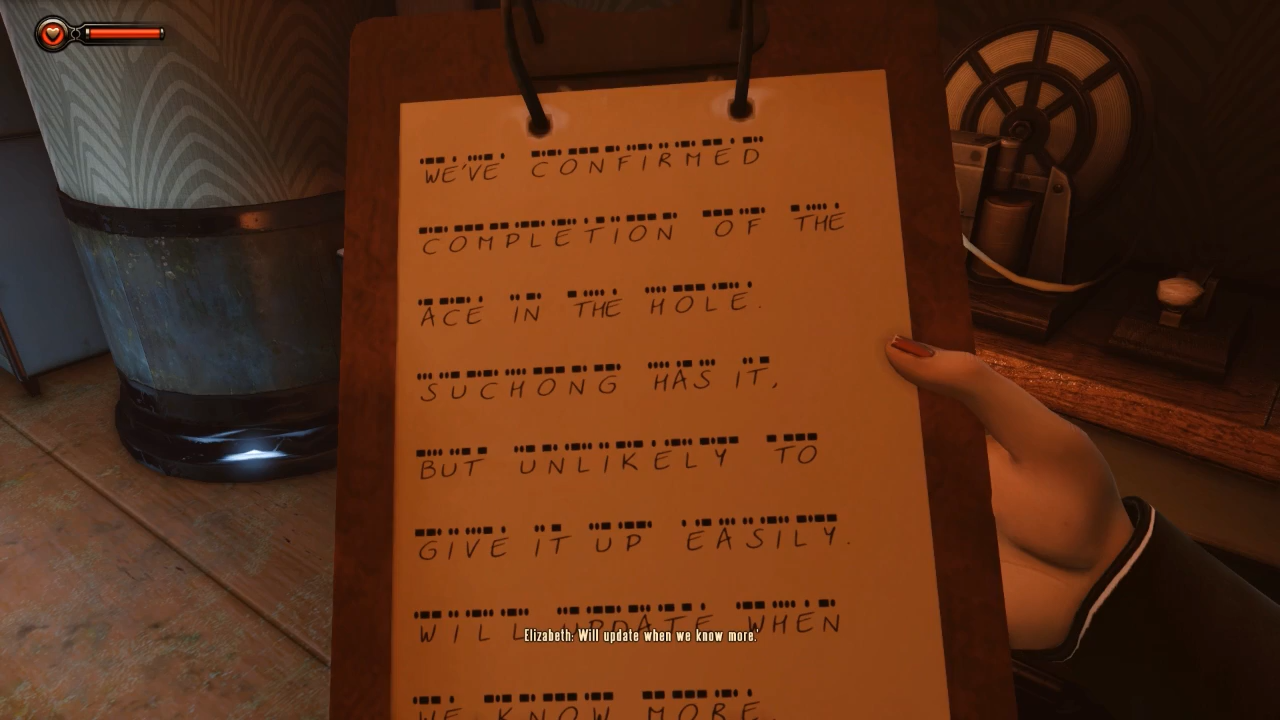 WE'VE CONFIRMED
COMPLETION OF THE
ACE IN THE HOLE.
SUCHONG HAS IT,
BUT UNLIKELY TO
GIVE IT UP EASILY.
WILL UPDATE WHEN
Elizabeth: Will update when we know more.'
WE KNOW MORE.